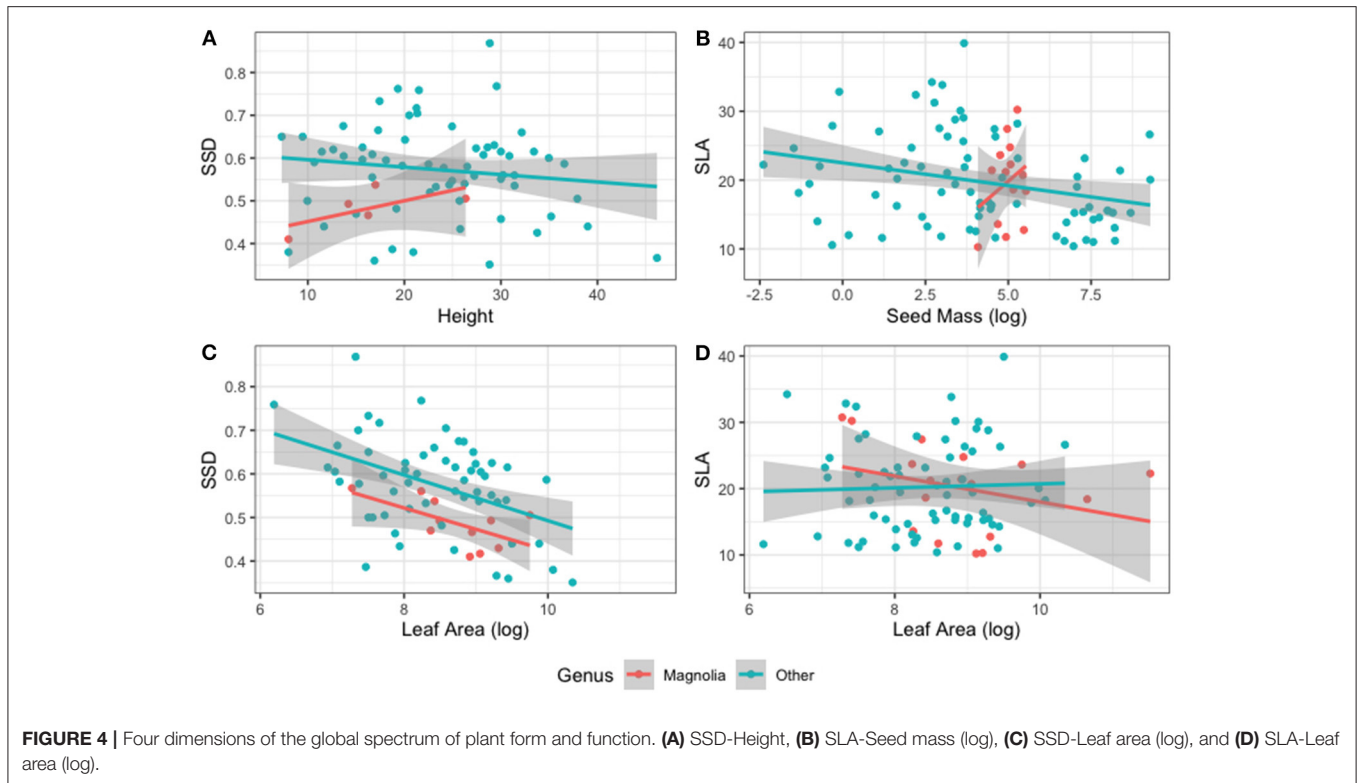 A
SSD
0.8
0.7
0.6
0.5
0.4
10 20 30 40
Height
B
SLA
40
30
20
10
-2.5 0.0 2.5 5.0 7.5
Seed Mass (log)
C
SSD
0.8
0.7
0.6
0.5
0.4
6 8 10
Leaf Area (log)
D
SLA
40
30
20
10
6 8 10
Leaf Area (log)
Genus Magnolia Other
FIGURE 4 | Four dimensions of the global spectrum of plant form and function. (A) SSD-Height, (B) SLA-Seed mass (log), (C) SSD-Leaf area (log), and (D) SLA-Leaf
area (log).